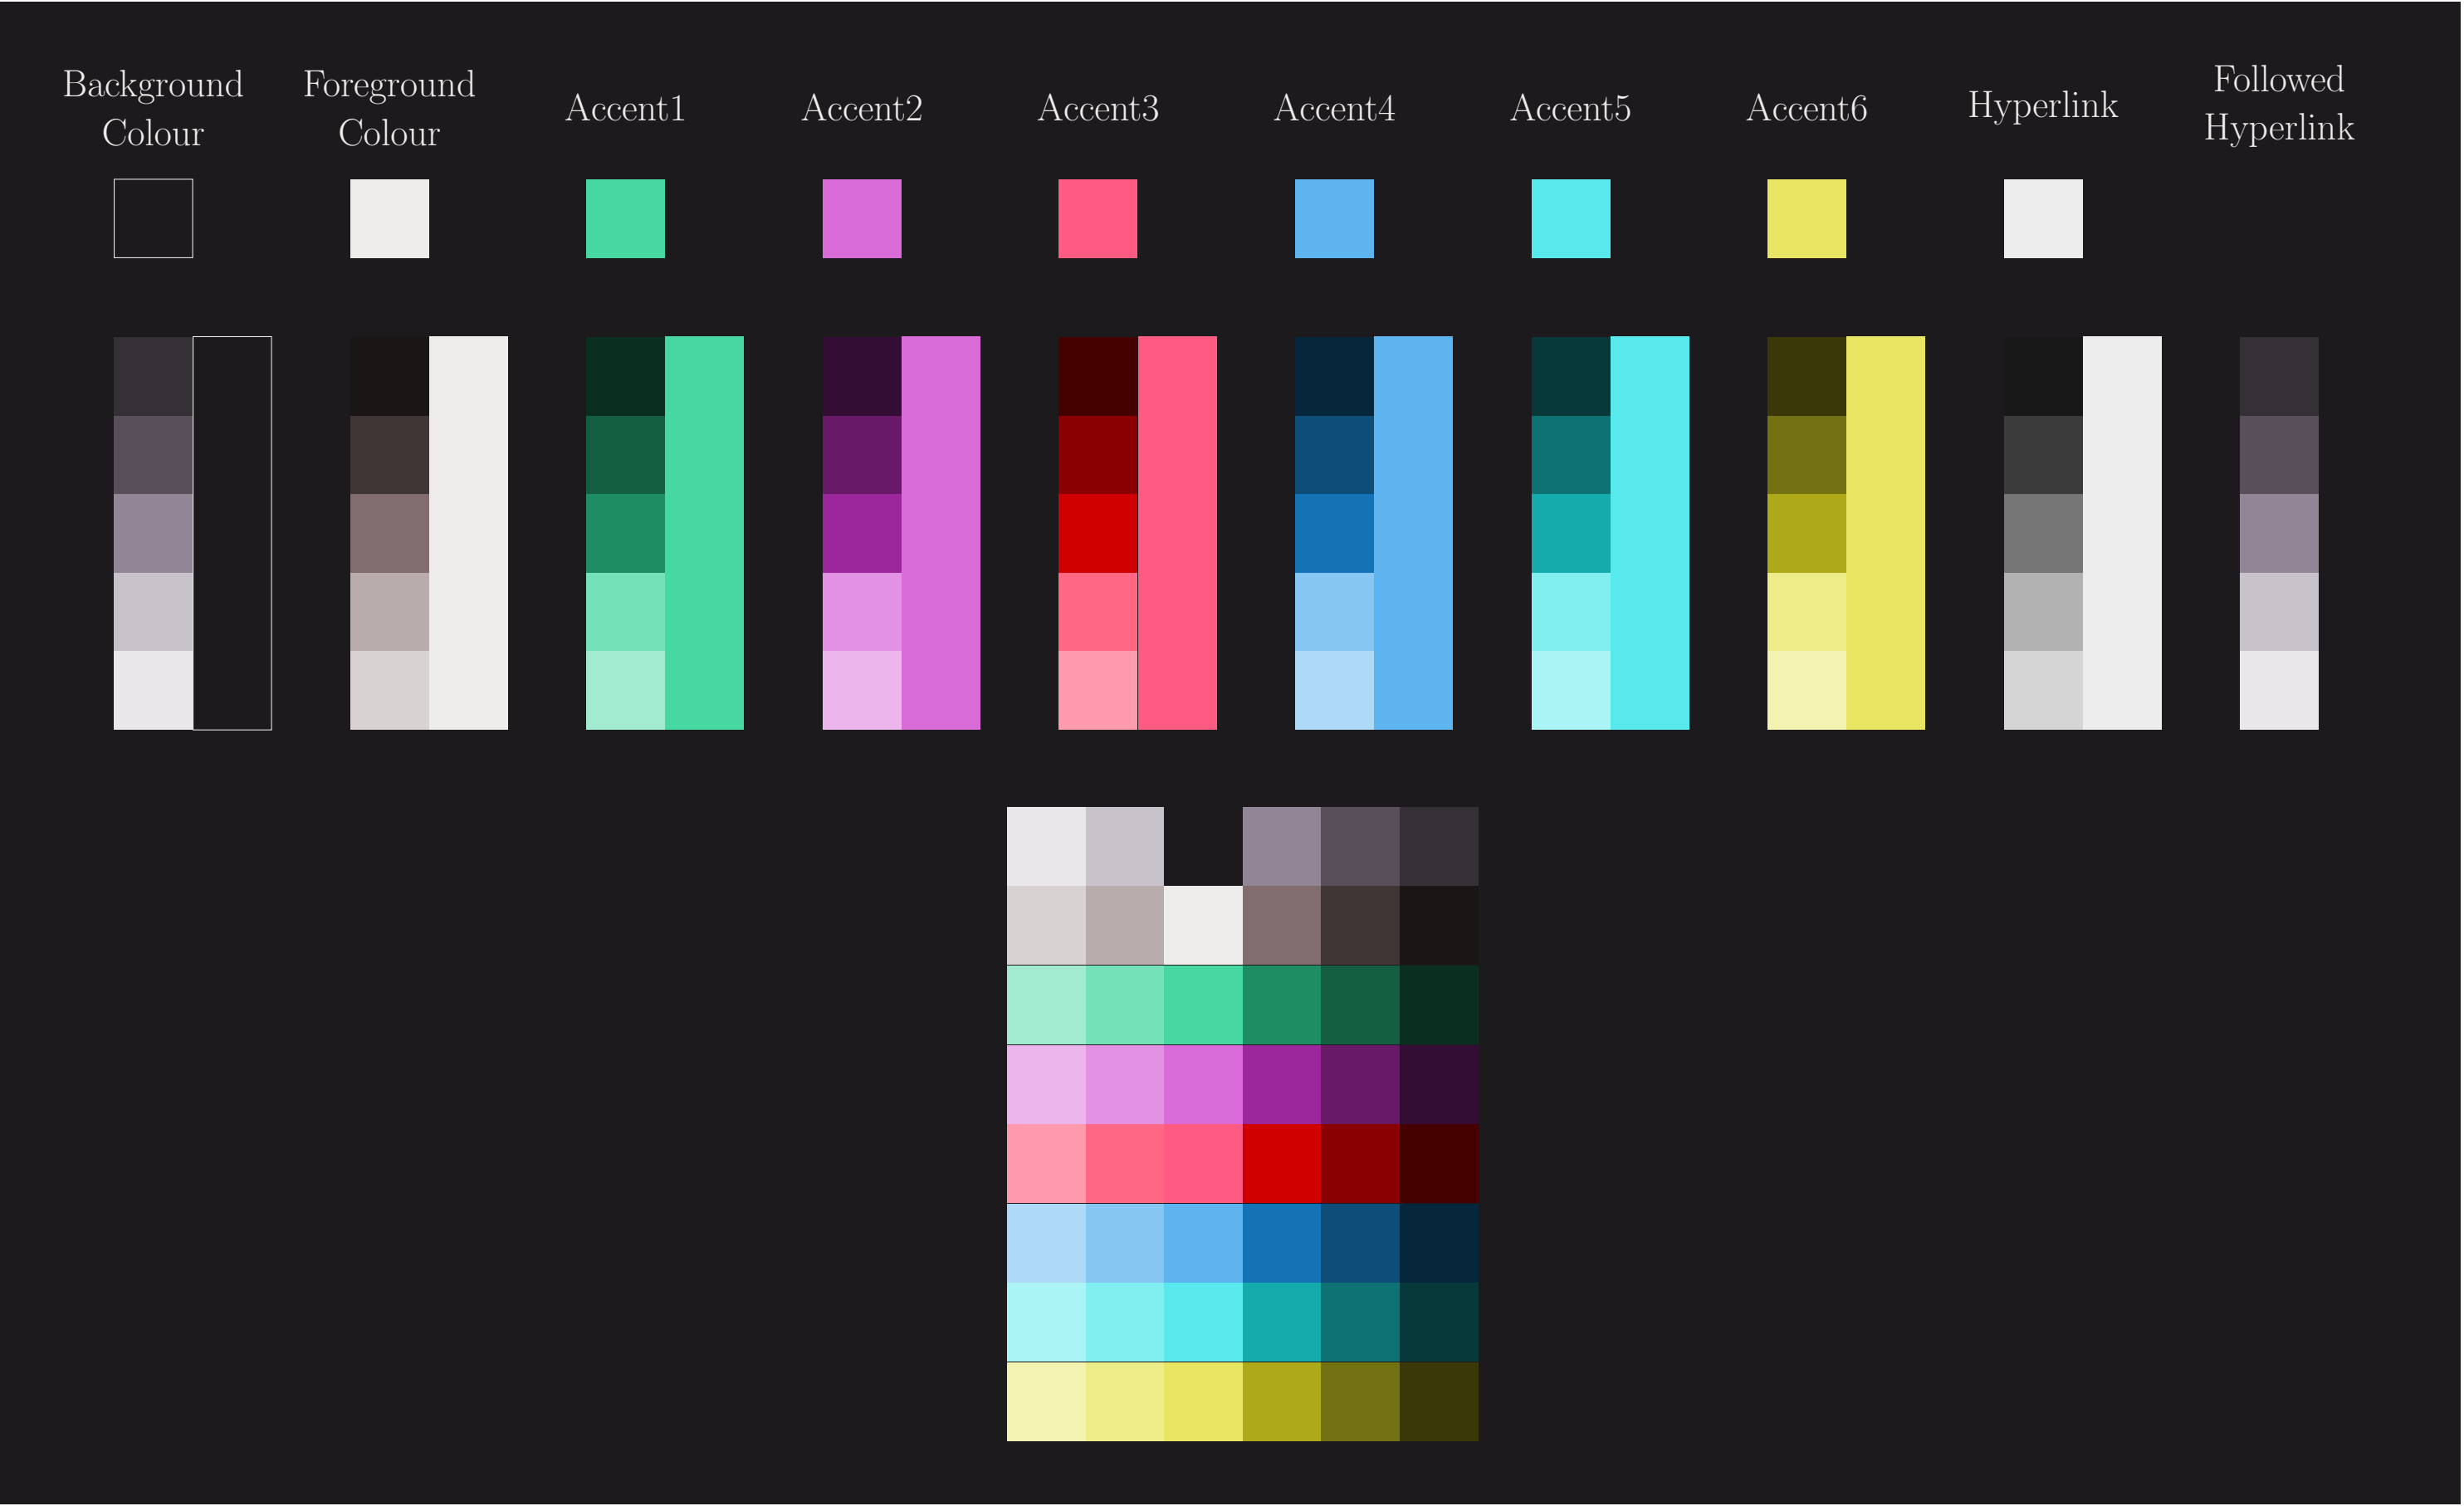 Background
Colour
Foreground
Colour
Accent1
Accent2
Accent3
Accent4
Accent5
Accent6
Hyperlink
Followed
Hyperlink